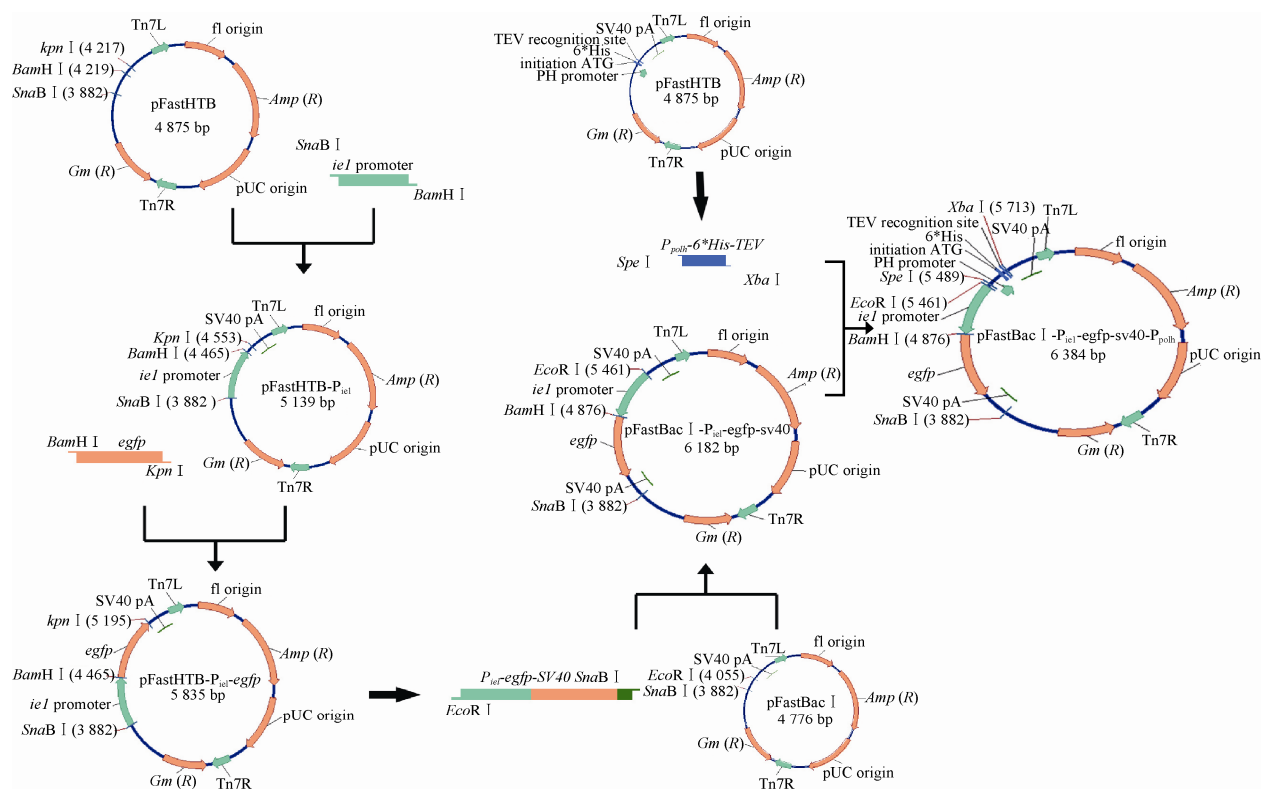 Tn7L
fl origin
kpn Ⅰ (4 217)
BamH Ⅰ (4 219)
SnaB Ⅰ (3 882)
pFastHTB
4 875 bp
Amp (R)
Gm (R)
Tn7R
pUC origin
SnaB Ⅰ
ie1 promoter
BamH Ⅰ
Tn7L
fl origin
SV40 pA
Kpn Ⅰ (4 553)
BamH Ⅰ (4 465)
ie1 promoter
SnaB Ⅰ (3 882)
pFastHTB-Pie1
5 139 bp
Amp (R)
pUC origin
Gm (R)
Tn7R
BamH Ⅰ egfp
Kpn Ⅰ
Tn7L
fl origin
SV40 pA
kpn Ⅰ (5 195)
egfp
BamH Ⅰ (4 465)
ie1 promoter
SnaB Ⅰ (3 882)
pFastHTB-Pie1-egfp
5 835 bp
Amp (R)
pUC origin
Gm (R)
Tn7R
Pie1-egfp-SV40 SnaB Ⅰ
EcoR Ⅰ
Tn7L
fl origin
SV40 pA
EcoR Ⅰ (4 055)
SnaB Ⅰ (3 882)
pFastBac Ⅰ
4 776 bp
Amp (R)
Gm (R)
Tn7R
pUC origin
Tn7L
SV40 pA
fl origin
TEV recognition site
6*His
initiation ATG
PH promoter
pFastHTB
4 875 bp
Amp (R)
Gm (R)
Tn7R
pUC origin
Ppolh-6*His-TEV
Spe Ⅰ
Xba Ⅰ
Tn7L
fl origin
SV40 pA
EcoR Ⅰ (5 461)
ie1 promoter
BamH Ⅰ (4 876)
egfp
SV40 pA
SnaB Ⅰ (3 882)
pFastBac Ⅰ -Pie1-egfp-sv40
6 182 bp
Amp (R)
pUC origin
Gm (R)
Tn7R
Xba Ⅰ (5 713)
Tn7L
TEV recognition site
SV40 pA
6*His
fl origin
initiation ATG
PH promoter
Spe Ⅰ (5 489)
EcoR Ⅰ (5 461)
ie1 promoter
BamH Ⅰ (4 876)
egfp
SV40 pA
SnaB Ⅰ (3 882)
pFastBac Ⅰ -Pie1-egfp-sv40-Ppolh
6 384 bp
Amp (R)
pUC origin
Gm (R)
Tn7R